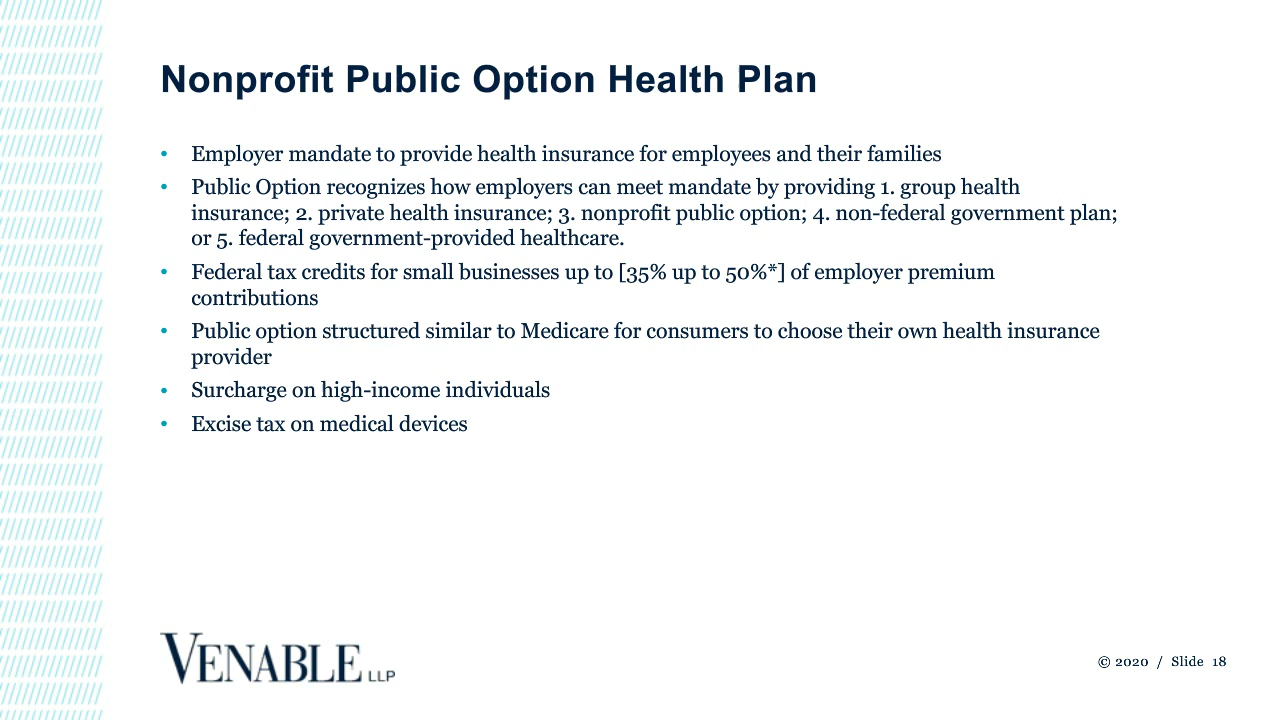 Nonprofit Public Option Health Plan
• Employer mandate to provide health insurance for employees and their families
• Public Option recognizes how employers can meet mandate by providing 1. group health
insurance; 2. private health insurance; 3. nonprofit public option; 4. non-federal government plan;
or 5. federal government-provided healthcare.
• Federal tax credits for small businesses up to [35% up to 50%*] of employer premium
contributions
• Public option structured similar to Medicare for consumers to choose their own health insurance
provider
• Surcharge on high-income individuals
• Excise tax on medical devices
VENABLE LLP
© 2020 / Slide 18